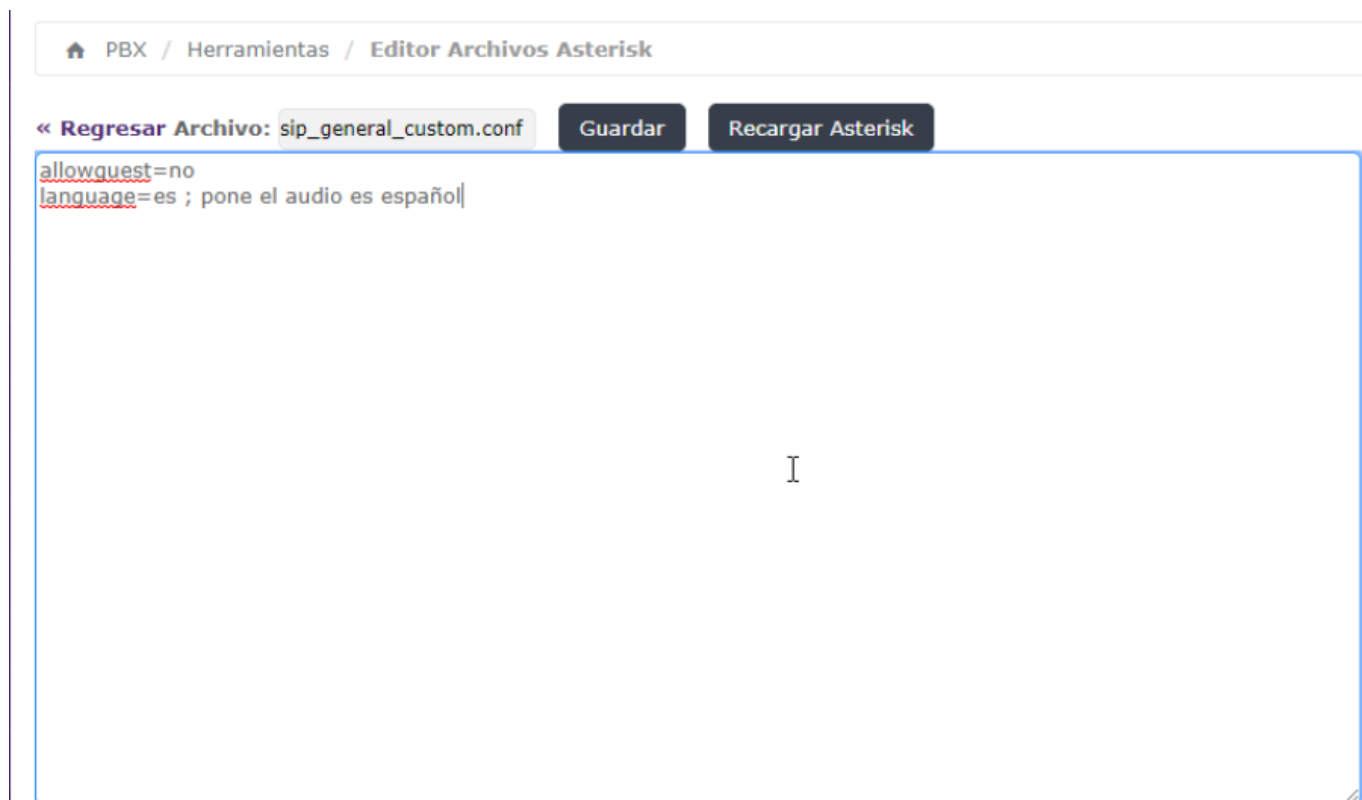 PBX / Herramientas / Editor Archivos Asterisk
« Regresar Archivo: sip_general_custom.conf Guardar Recargar Asterisk
allowguest=no
language=es ; pone el audio es español